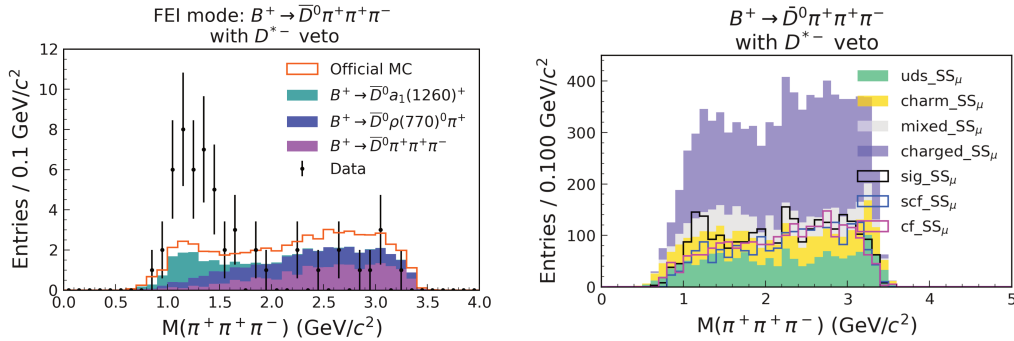 FEI mode: B⁺ → D̅⁰π⁺π⁺π⁻
with D*⁻ veto
Entries / 0.1 GeV/c²
12
10
8
6
4
2
0
Official MC
B⁺ → D̅⁰a₁(1260)⁺
B⁺ → D̅⁰ρ(770)⁰π⁺
B⁺ → D̅⁰π⁺π⁺π⁻
Data
0.0 0.5 1.0 1.5 2.0 2.5 3.0 3.5 4.0
M(π⁺π⁺π⁻) (GeV/c²)
B⁺ → D̅⁰π⁺π⁺π⁻
with D*⁻ veto
Entries / 0.100 GeV/c²
400
300
200
100
0
uds_SSμ
charm_SSμ
mixed_SSμ
charged_SSμ
sig_SSμ
scf_SSμ
cf_SSμ
0 1 2 3 4 5
M(π⁺π⁺π⁻) (GeV/c²)